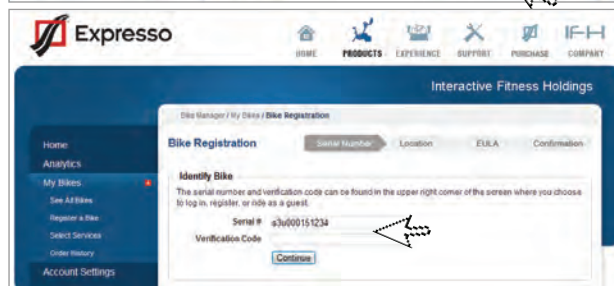 Expresso
HOME PRODUCTS EXPERIENCE SUPPORT PURCHASE COMPANY
Interactive Fitness Holdings
Bike Manager / My Bikes / Bike Registration
Home
Analytics
My Bikes
See All Bikes
Register a Bike
Select Services
Order History
Account Settings
Bike Registration
Serial Number Location EULA Confirmation
Identify Bike
The serial number and verification code can be found in the upper right corner of the screen where you choose
to log in, register, or ride as a guest.
Serial # s3u000151234
Verification Code
Continue